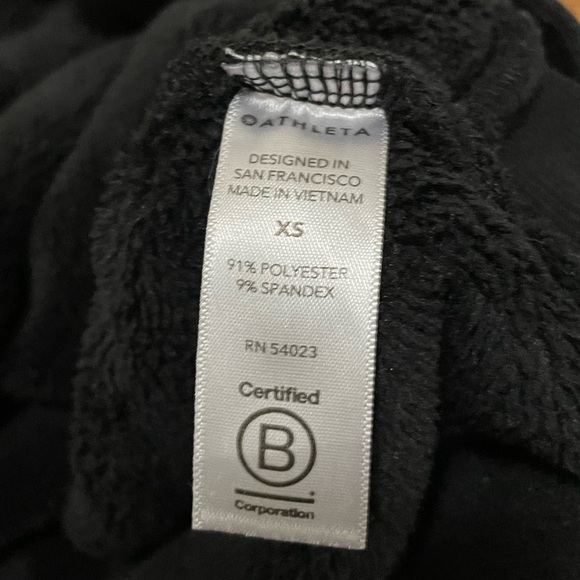 ATHLETA
DESIGNED IN
SAN FRANCISCO
MADE IN VIETNAM
XS
91% POLYESTER
9% SPANDEX
RN 54023
Certified
B
Corporation